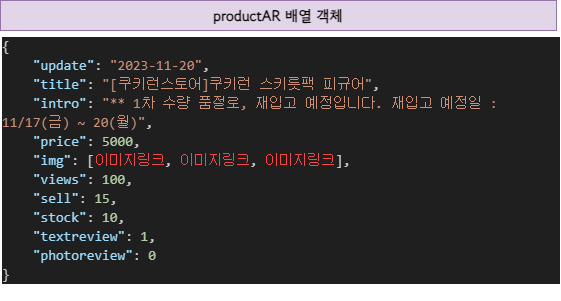 productAR 배열 객체
{
"update": "2023-11-20",
"title": "[쿠키런스토어]쿠키런 스키릇팩 피규어",
"intro": "** 1차 수량 품절로, 재입고 예정입니다. 재입고 예정일 :
11/17(금) ~ 20(월)",
"price": 5000,
"img": [이미지링크, 이미지링크, 이미지링크],
"views": 100,
"sell": 15,
"stock": 10,
"textreview": 1,
"photoreview": 0
}